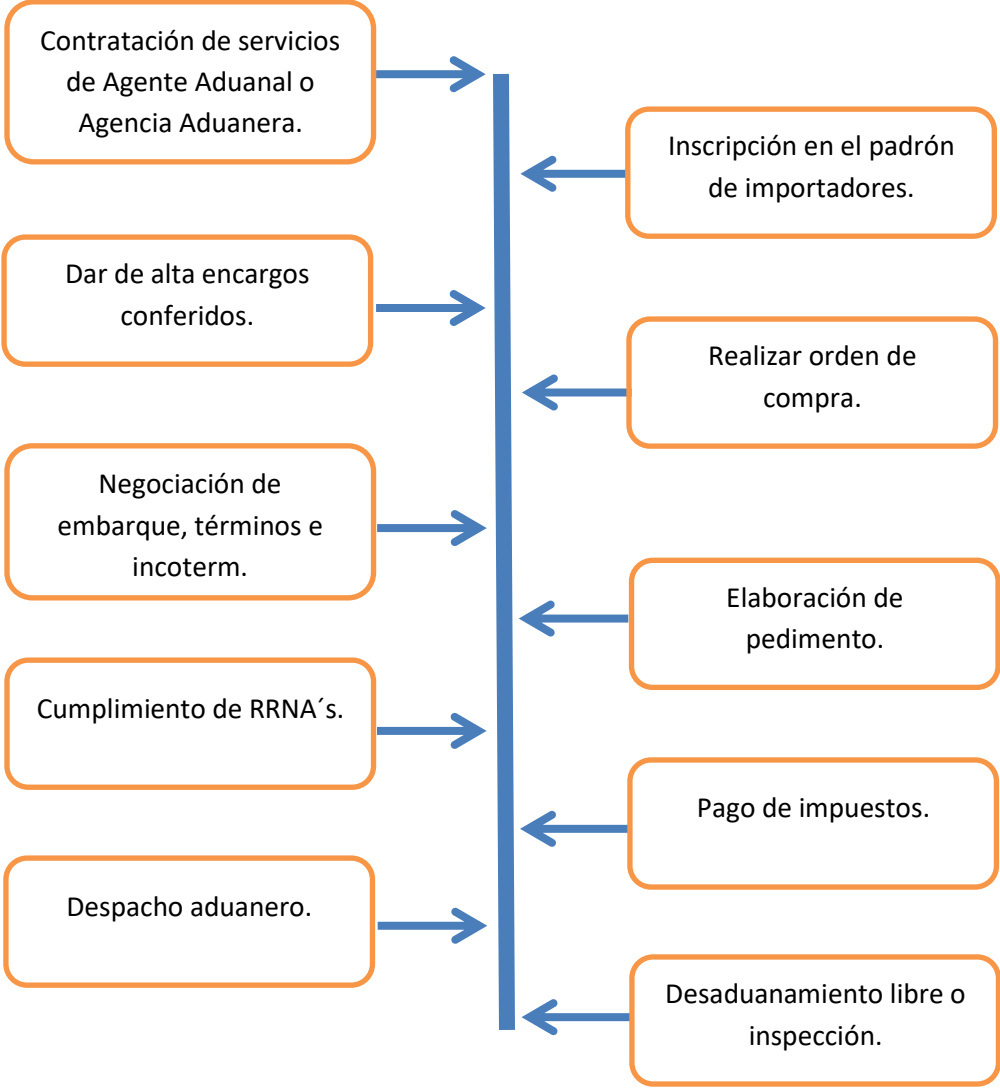 Contratación de servicios
de Agente Aduanal o
Agencia Aduanera.
Inscripción en el padrón
de importadores.
Dar de alta encargos
conferidos.
Realizar orden de
compra.
Negociación de
embarque, términos e
incoterm.
Elaboración de
pedimento.
Cumplimiento de RRNA´s.
Pago de impuestos.
Despacho aduanero.
Desaduanamiento libre o
inspección.